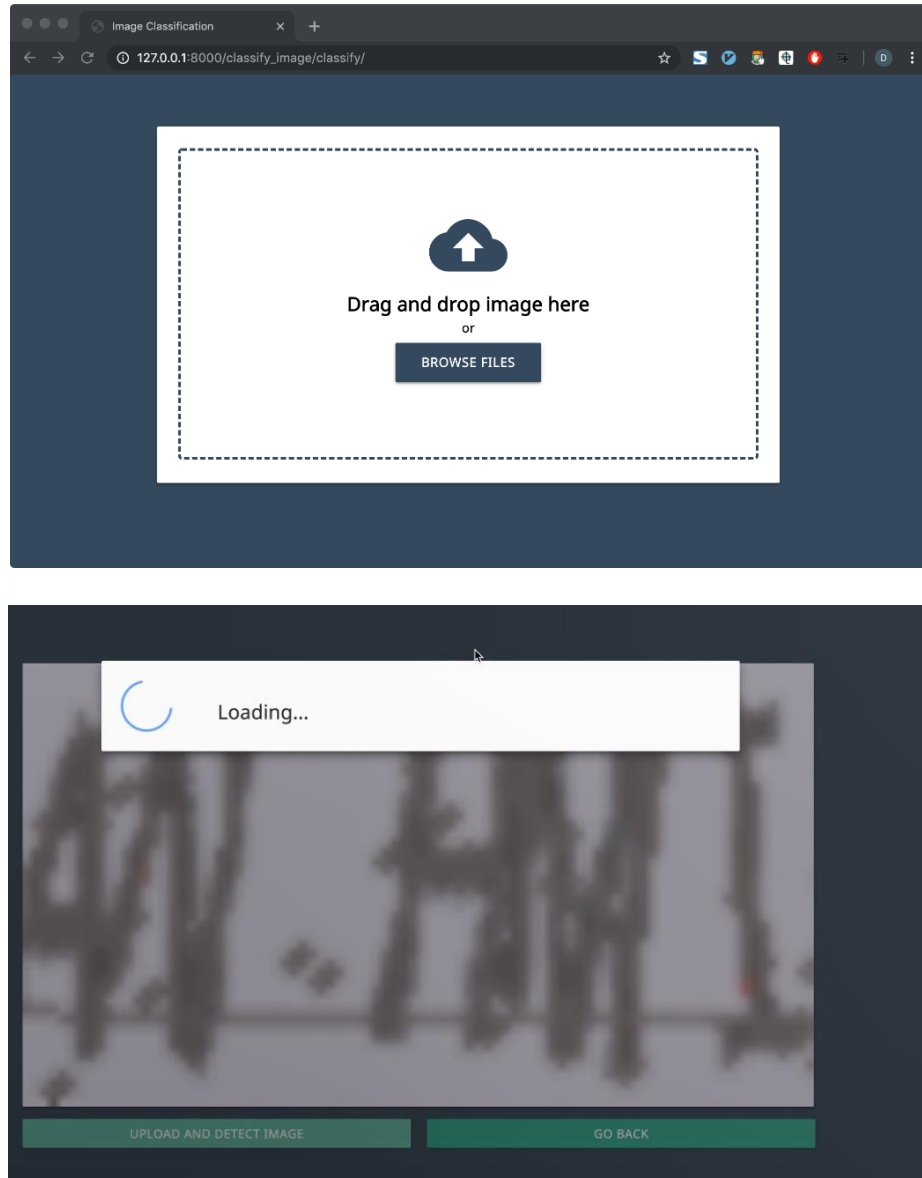 Image Classification
127.0.0.1:8000/classify_image/classify/
D
Drag and drop image here
or
BROWSE FILES
Loading...
UPLOAD AND DETECT IMAGE
GO BACK